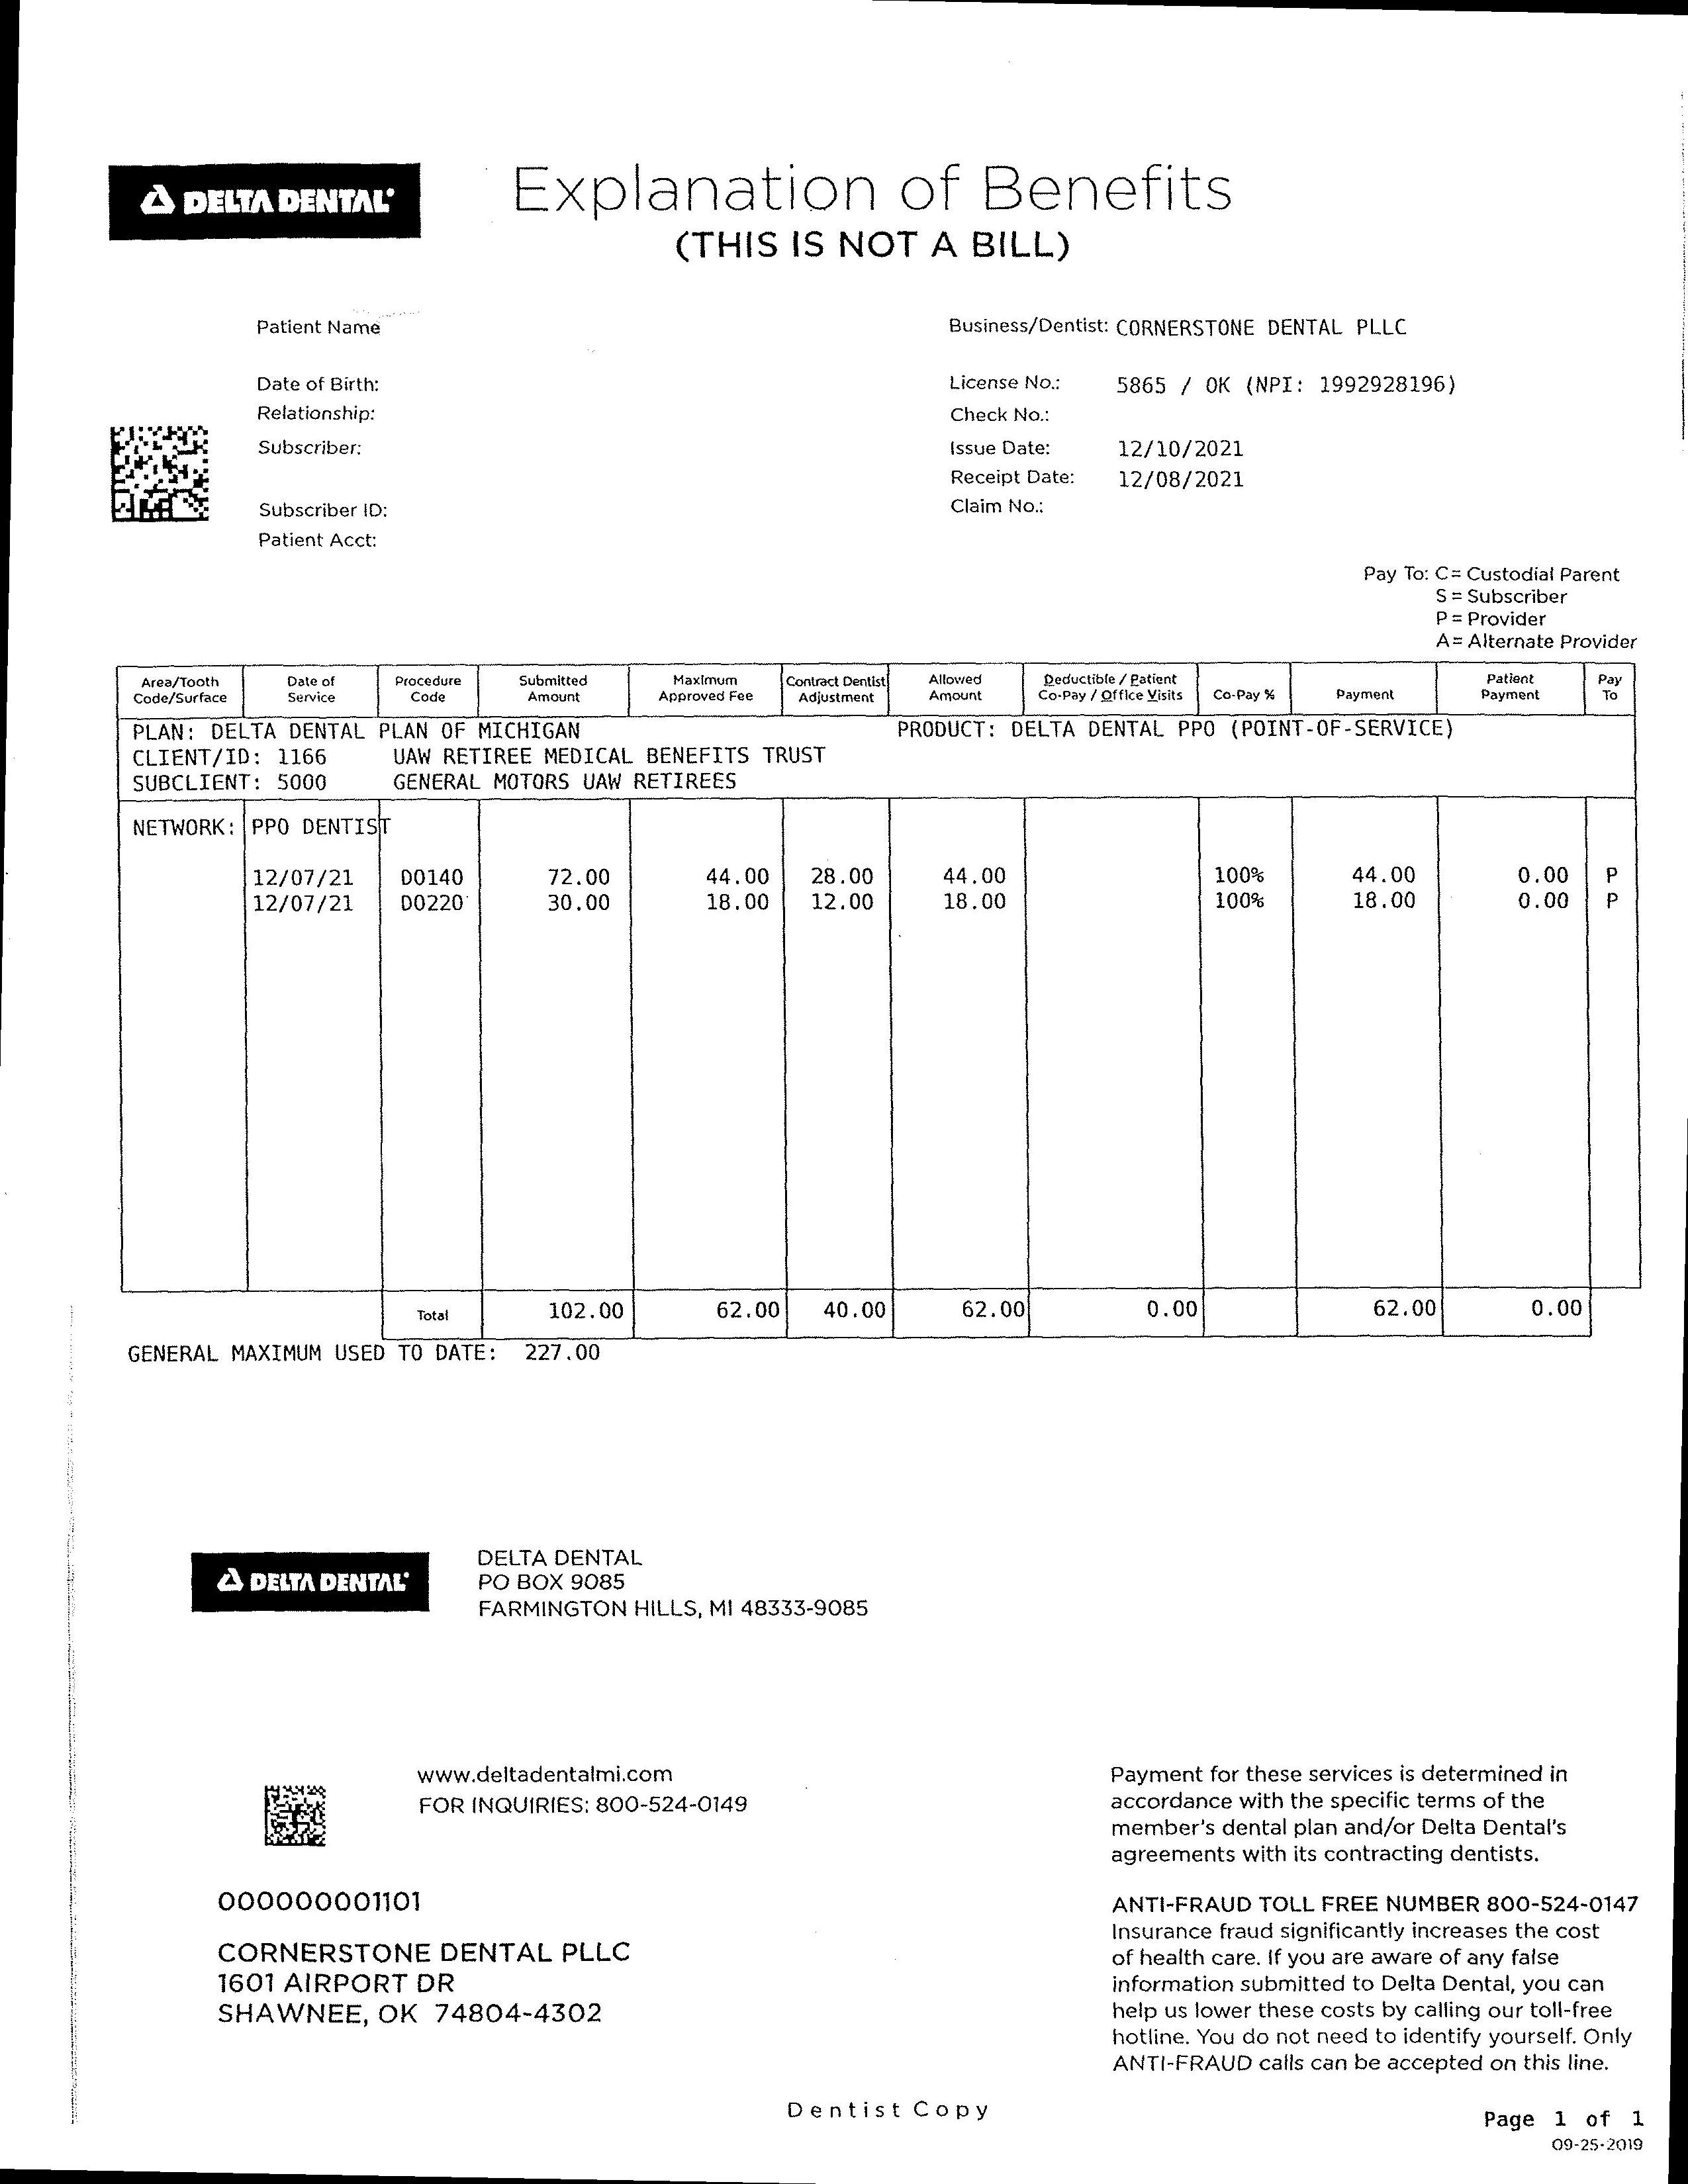 DELTA DENTAL
Explanation of Benefits
(THIS IS NOT A BILL)
Patient Name
Business/Dentist: CORNERSTONE DENTAL PLLC
Date of Birth:
License No.: 5865 / OK (NPI: 1992928196)
Relationship:
Check No.:
Subscriber:
Issue Date: 12/10/2021
Receipt Date: 12/08/2021
Subscriber ID:
Claim No.:
Patient Acct:
Pay To: C= Custodial Parent
S = Subscriber
P = Provider
A= Alternate Provider
Area/Tooth Code/Surface Date of Service Procedure Code Submitted Amount Maximum Approved Fee Contract Dentist Adjustment Allowed Amount Deductible / Patient Co-Pay / Office Visits Co-Pay % Payment Patient Payment Pay To
PLAN: DELTA DENTAL PLAN OF MICHIGAN PRODUCT: DELTA DENTAL PPO (POINT-OF-SERVICE)
CLIENT/ID: 1166 UAW RETIREE MEDICAL BENEFITS TRUST
SUBCLIENT: 5000 GENERAL MOTORS UAW RETIREES
NETWORK: PPO DENTIST
12/07/21 D0140 72.00 44.00 28.00 44.00 100% 44.00 0.00 P
12/07/21 D0220 30.00 18.00 12.00 18.00 100% 18.00 0.00 P
Total 102.00 62.00 40.00 62.00 0.00 62.00 0.00
GENERAL MAXIMUM USED TO DATE: 227.00
DELTA DENTAL
DELTA DENTAL
PO BOX 9085
FARMINGTON HILLS, MI 48333-9085
www.deltadentalmi.com
FOR INQUIRIES: 800-524-0149
Payment for these services is determined in
accordance with the specific terms of the
member's dental plan and/or Delta Dental's
agreements with its contracting dentists.
000000001101
CORNERSTONE DENTAL PLLC
1601 AIRPORT DR
SHAWNEE, OK 74804-4302
ANTI-FRAUD TOLL FREE NUMBER 800-524-0147
Insurance fraud significantly increases the cost
of health care. If you are aware of any false
information submitted to Delta Dental, you can
help us lower these costs by calling our toll-free
hotline. You do not need to identify yourself. Only
ANTI-FRAUD calls can be accepted on this line.
Dentist Copy
Page 1 of 1
09-25-2019